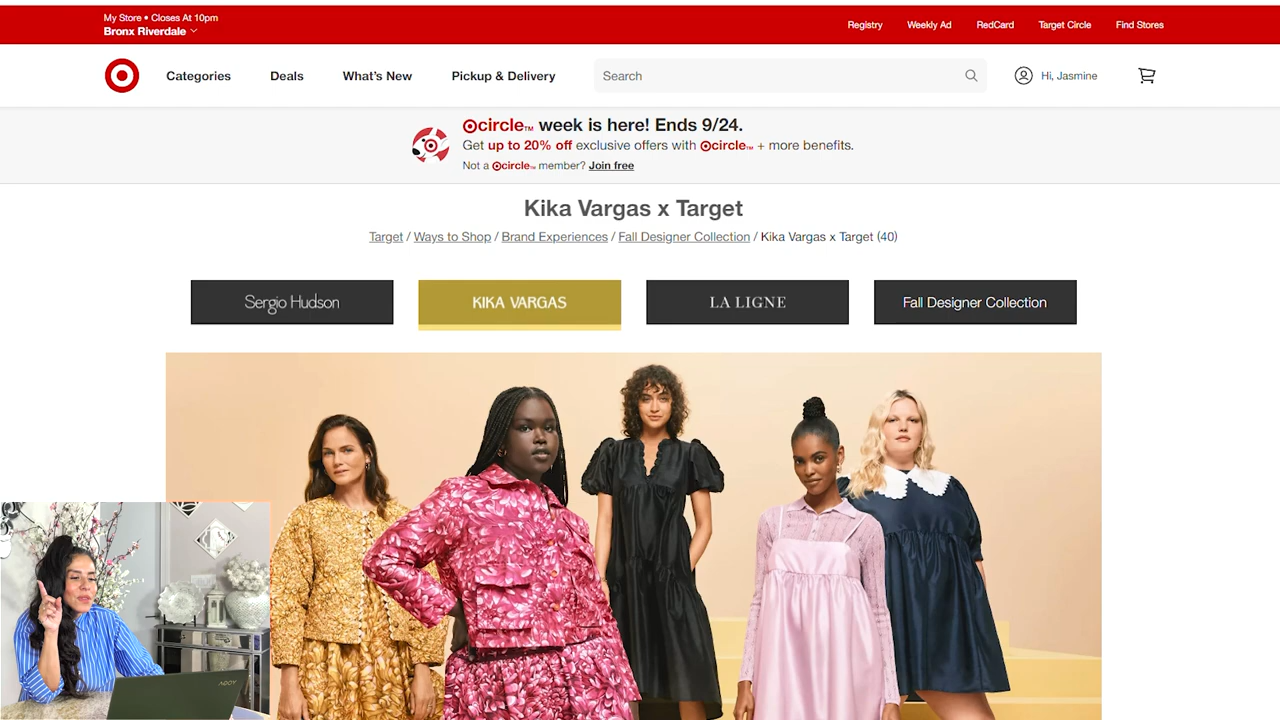 My Store • Closes At 10pm
Bronx Riverdale
Registry
Weekly Ad
RedCard
Target Circle
Find Stores
Categories
Deals
What's New
Pickup & Delivery
Search
Hi, Jasmine
circle™ week is here! Ends 9/24.
Get up to 20% off exclusive offers with circle™ + more benefits.
Not a circle™ member? Join free
Kika Vargas x Target
Target / Ways to Shop / Brand Experiences / Fall Designer Collection / Kika Vargas x Target (40)
Sergio Hudson
KIKA VARGAS
LA LIGNE
Fall Designer Collection